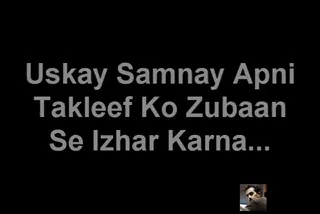 Uskay Samnay Apni
Takleef Ko Zubaan
Se Izhar Karna...